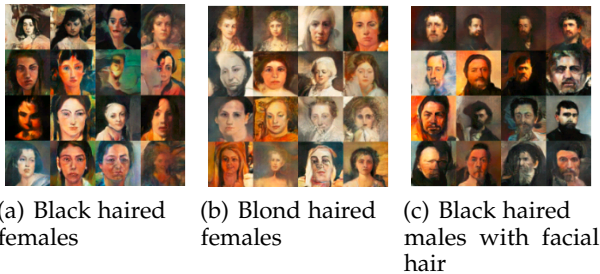 (a) Black haired
females
(b) Blond haired
females
(c) Black haired
males with facial
hair